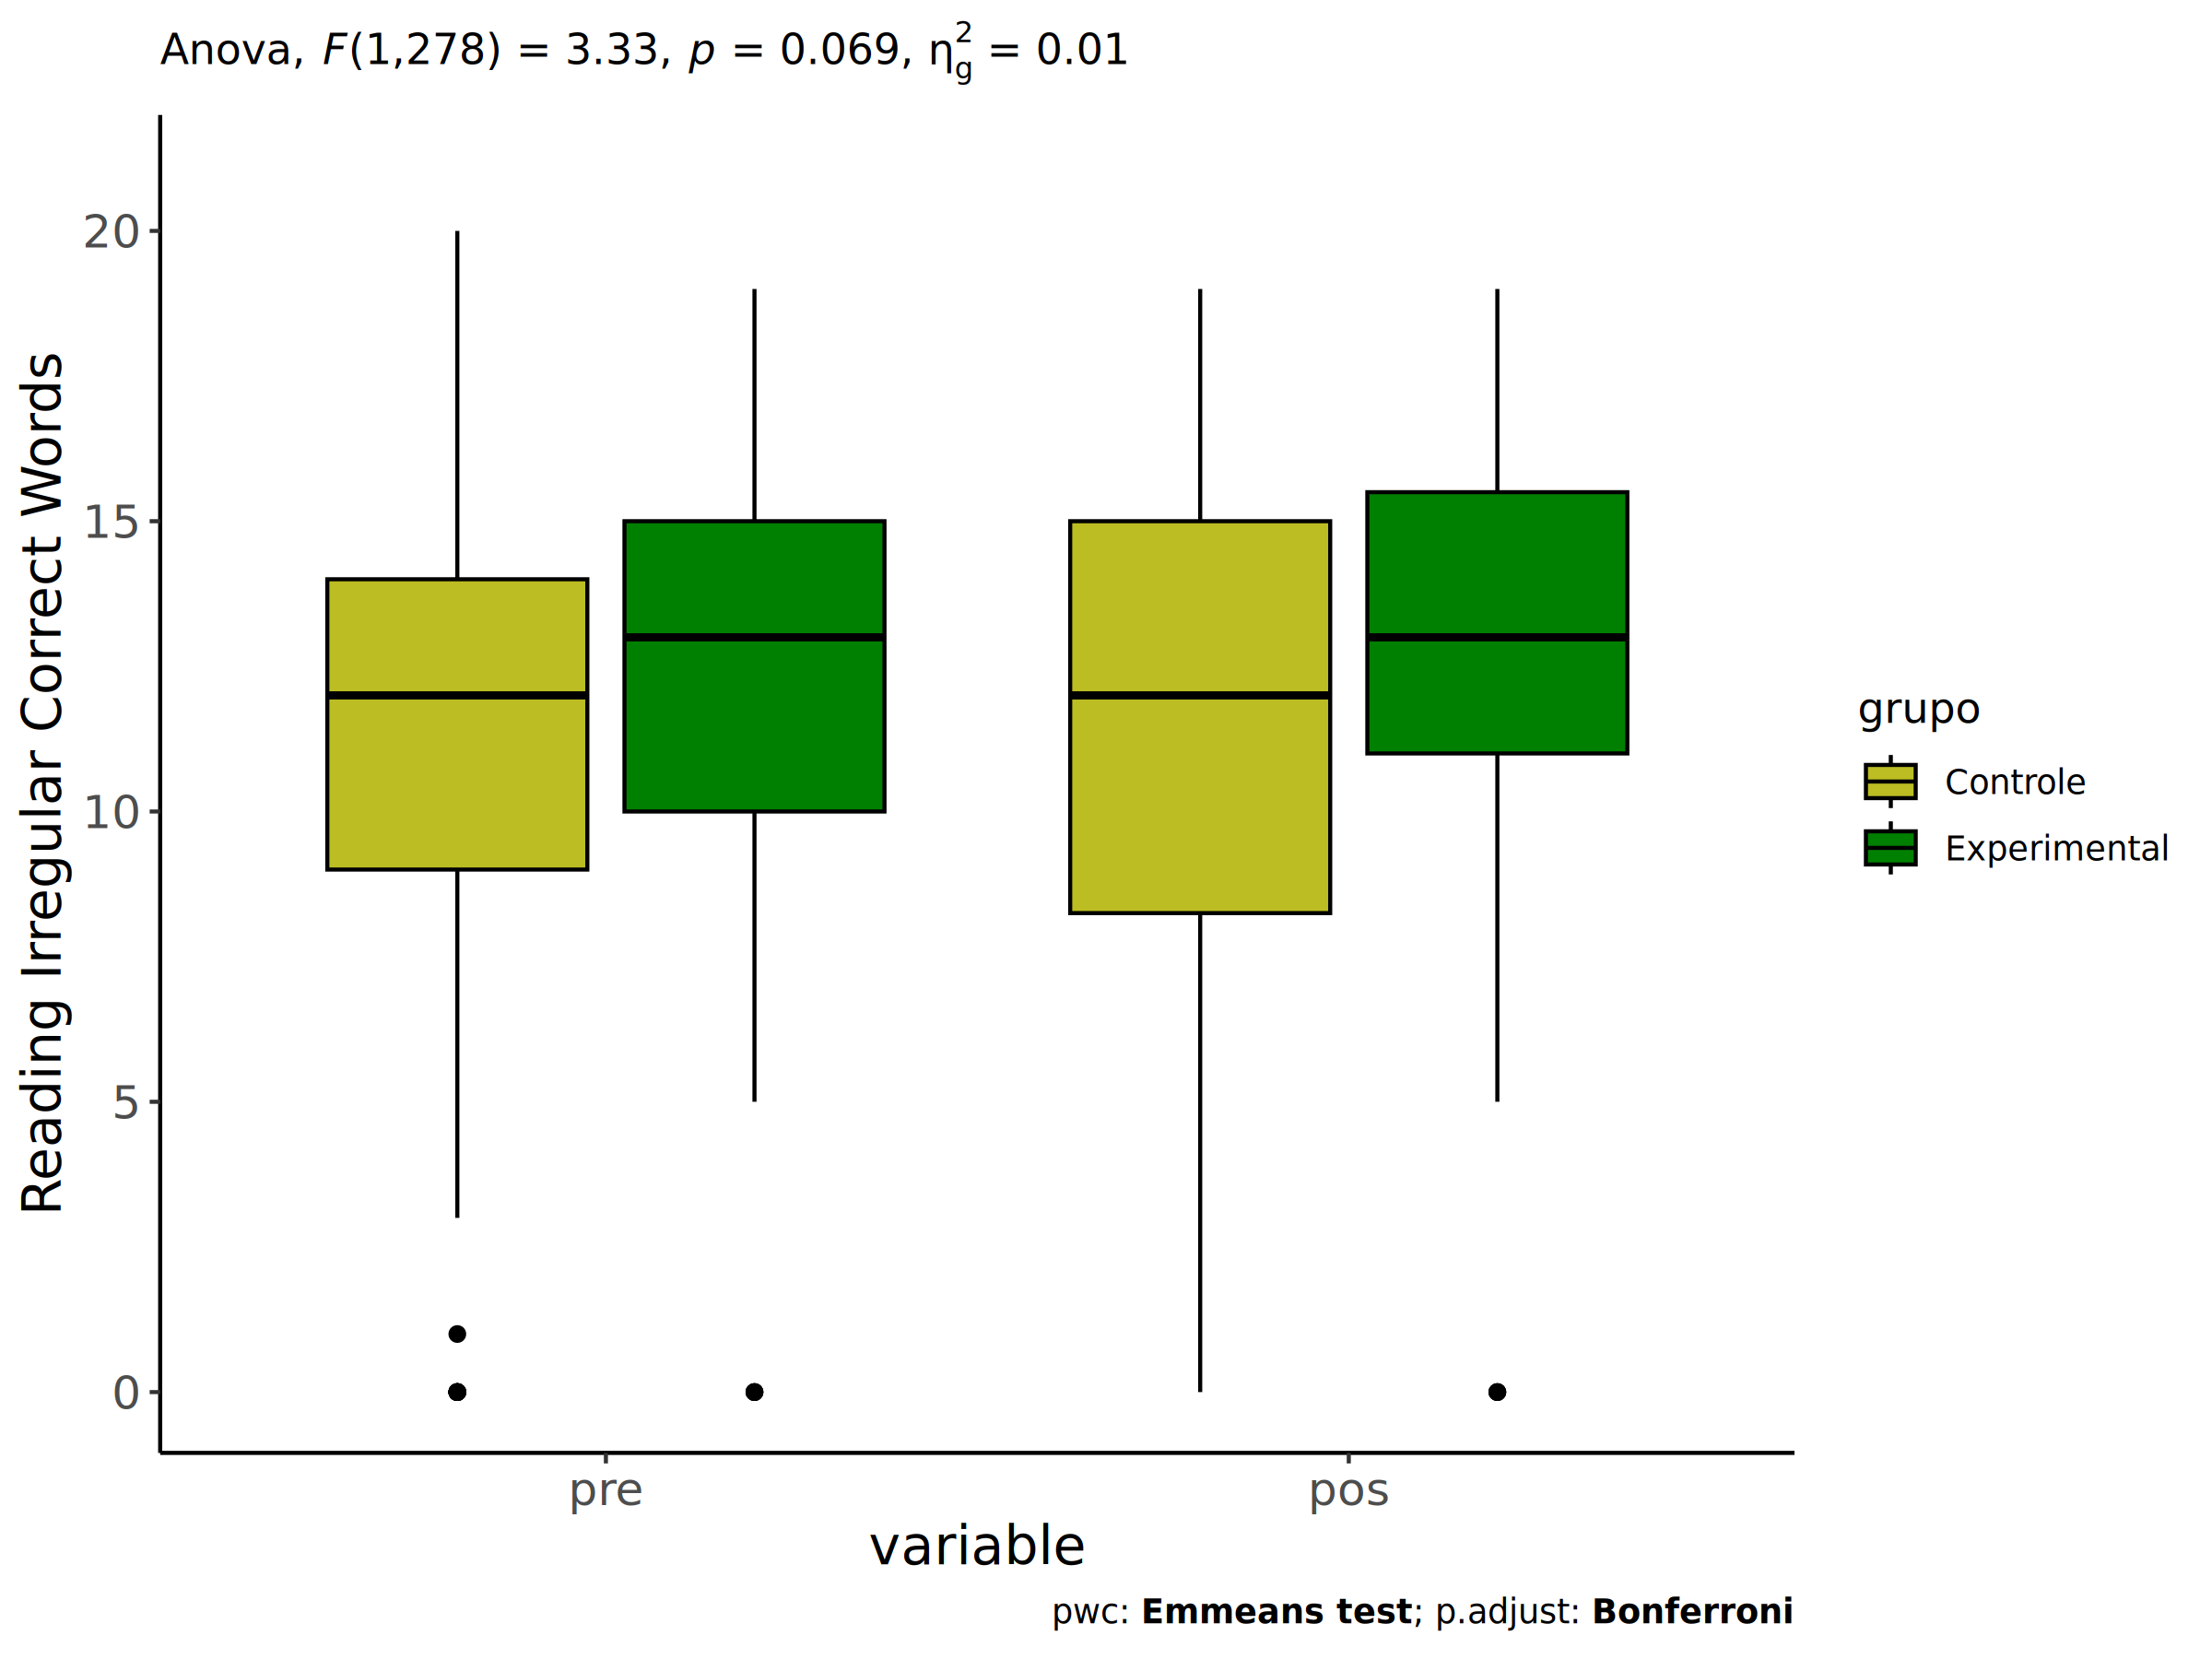 Anova, F(1,278) = 3.33, p = 0.069, η²g = 0.01
Reading Irregular Correct Words
20
15
10
5
0
pre
pos
variable
grupo
Controle
Experimental
pwc: Emmeans test; p.adjust: Bonferroni